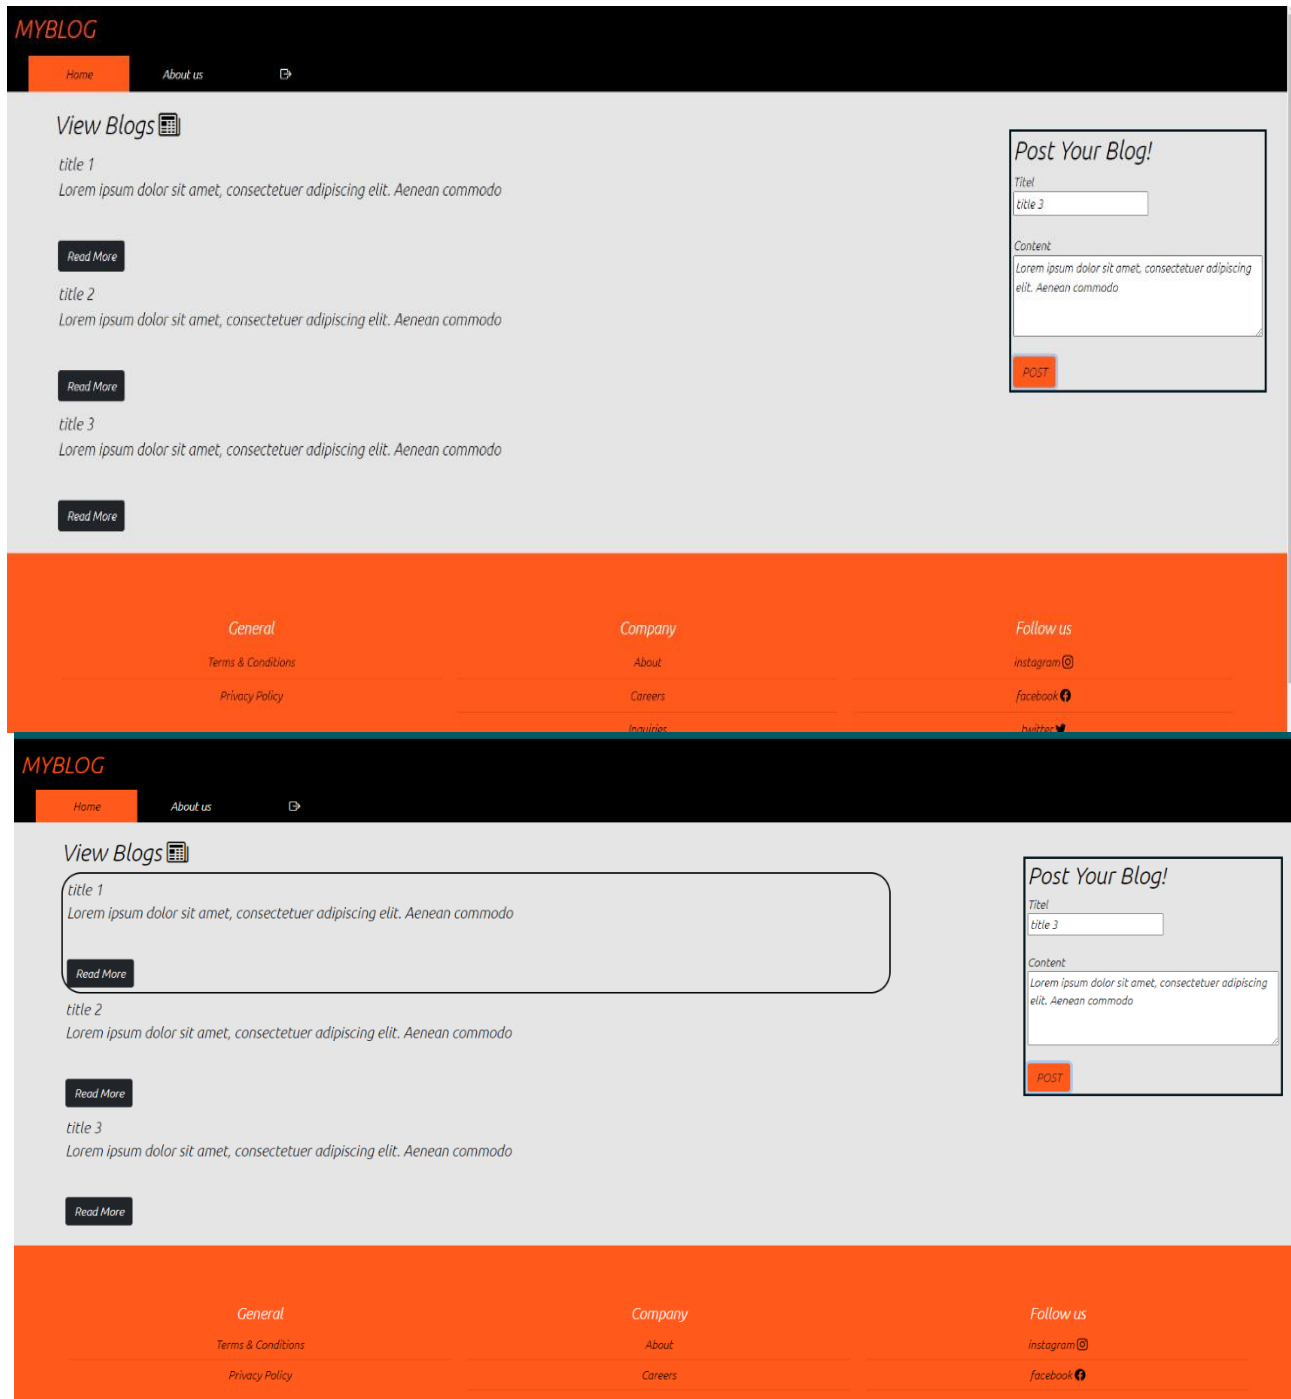 MYBLOG
Home About us
View Blogs
title 1
Lorem ipsum dolor sit amet, consectetuer adipiscing elit. Aenean commodo
Read More
title 2
Lorem ipsum dolor sit amet, consectetuer adipiscing elit. Aenean commodo
Read More
title 3
Lorem ipsum dolor sit amet, consectetuer adipiscing elit. Aenean commodo
Read More
Post Your Blog!
Titel
title 3
Content
Lorem ipsum dolor sit amet, consectetuer adipiscing
elit. Aenean commodo
POST
General
Terms & Conditions
Privacy Policy
Company
About
Careers
Inquiries
Follow us
instagram
facebook
twitter
MYBLOG
Home About us
View Blogs
title 1
Lorem ipsum dolor sit amet, consectetuer adipiscing elit. Aenean commodo
Read More
title 2
Lorem ipsum dolor sit amet, consectetuer adipiscing elit. Aenean commodo
Read More
title 3
Lorem ipsum dolor sit amet, consectetuer adipiscing elit. Aenean commodo
Read More
Post Your Blog!
Titel
title 3
Content
Lorem ipsum dolor sit amet, consectetuer adipiscing
elit. Aenean commodo
POST
General
Terms & Conditions
Privacy Policy
Company
About
Careers
Follow us
instagram
facebook